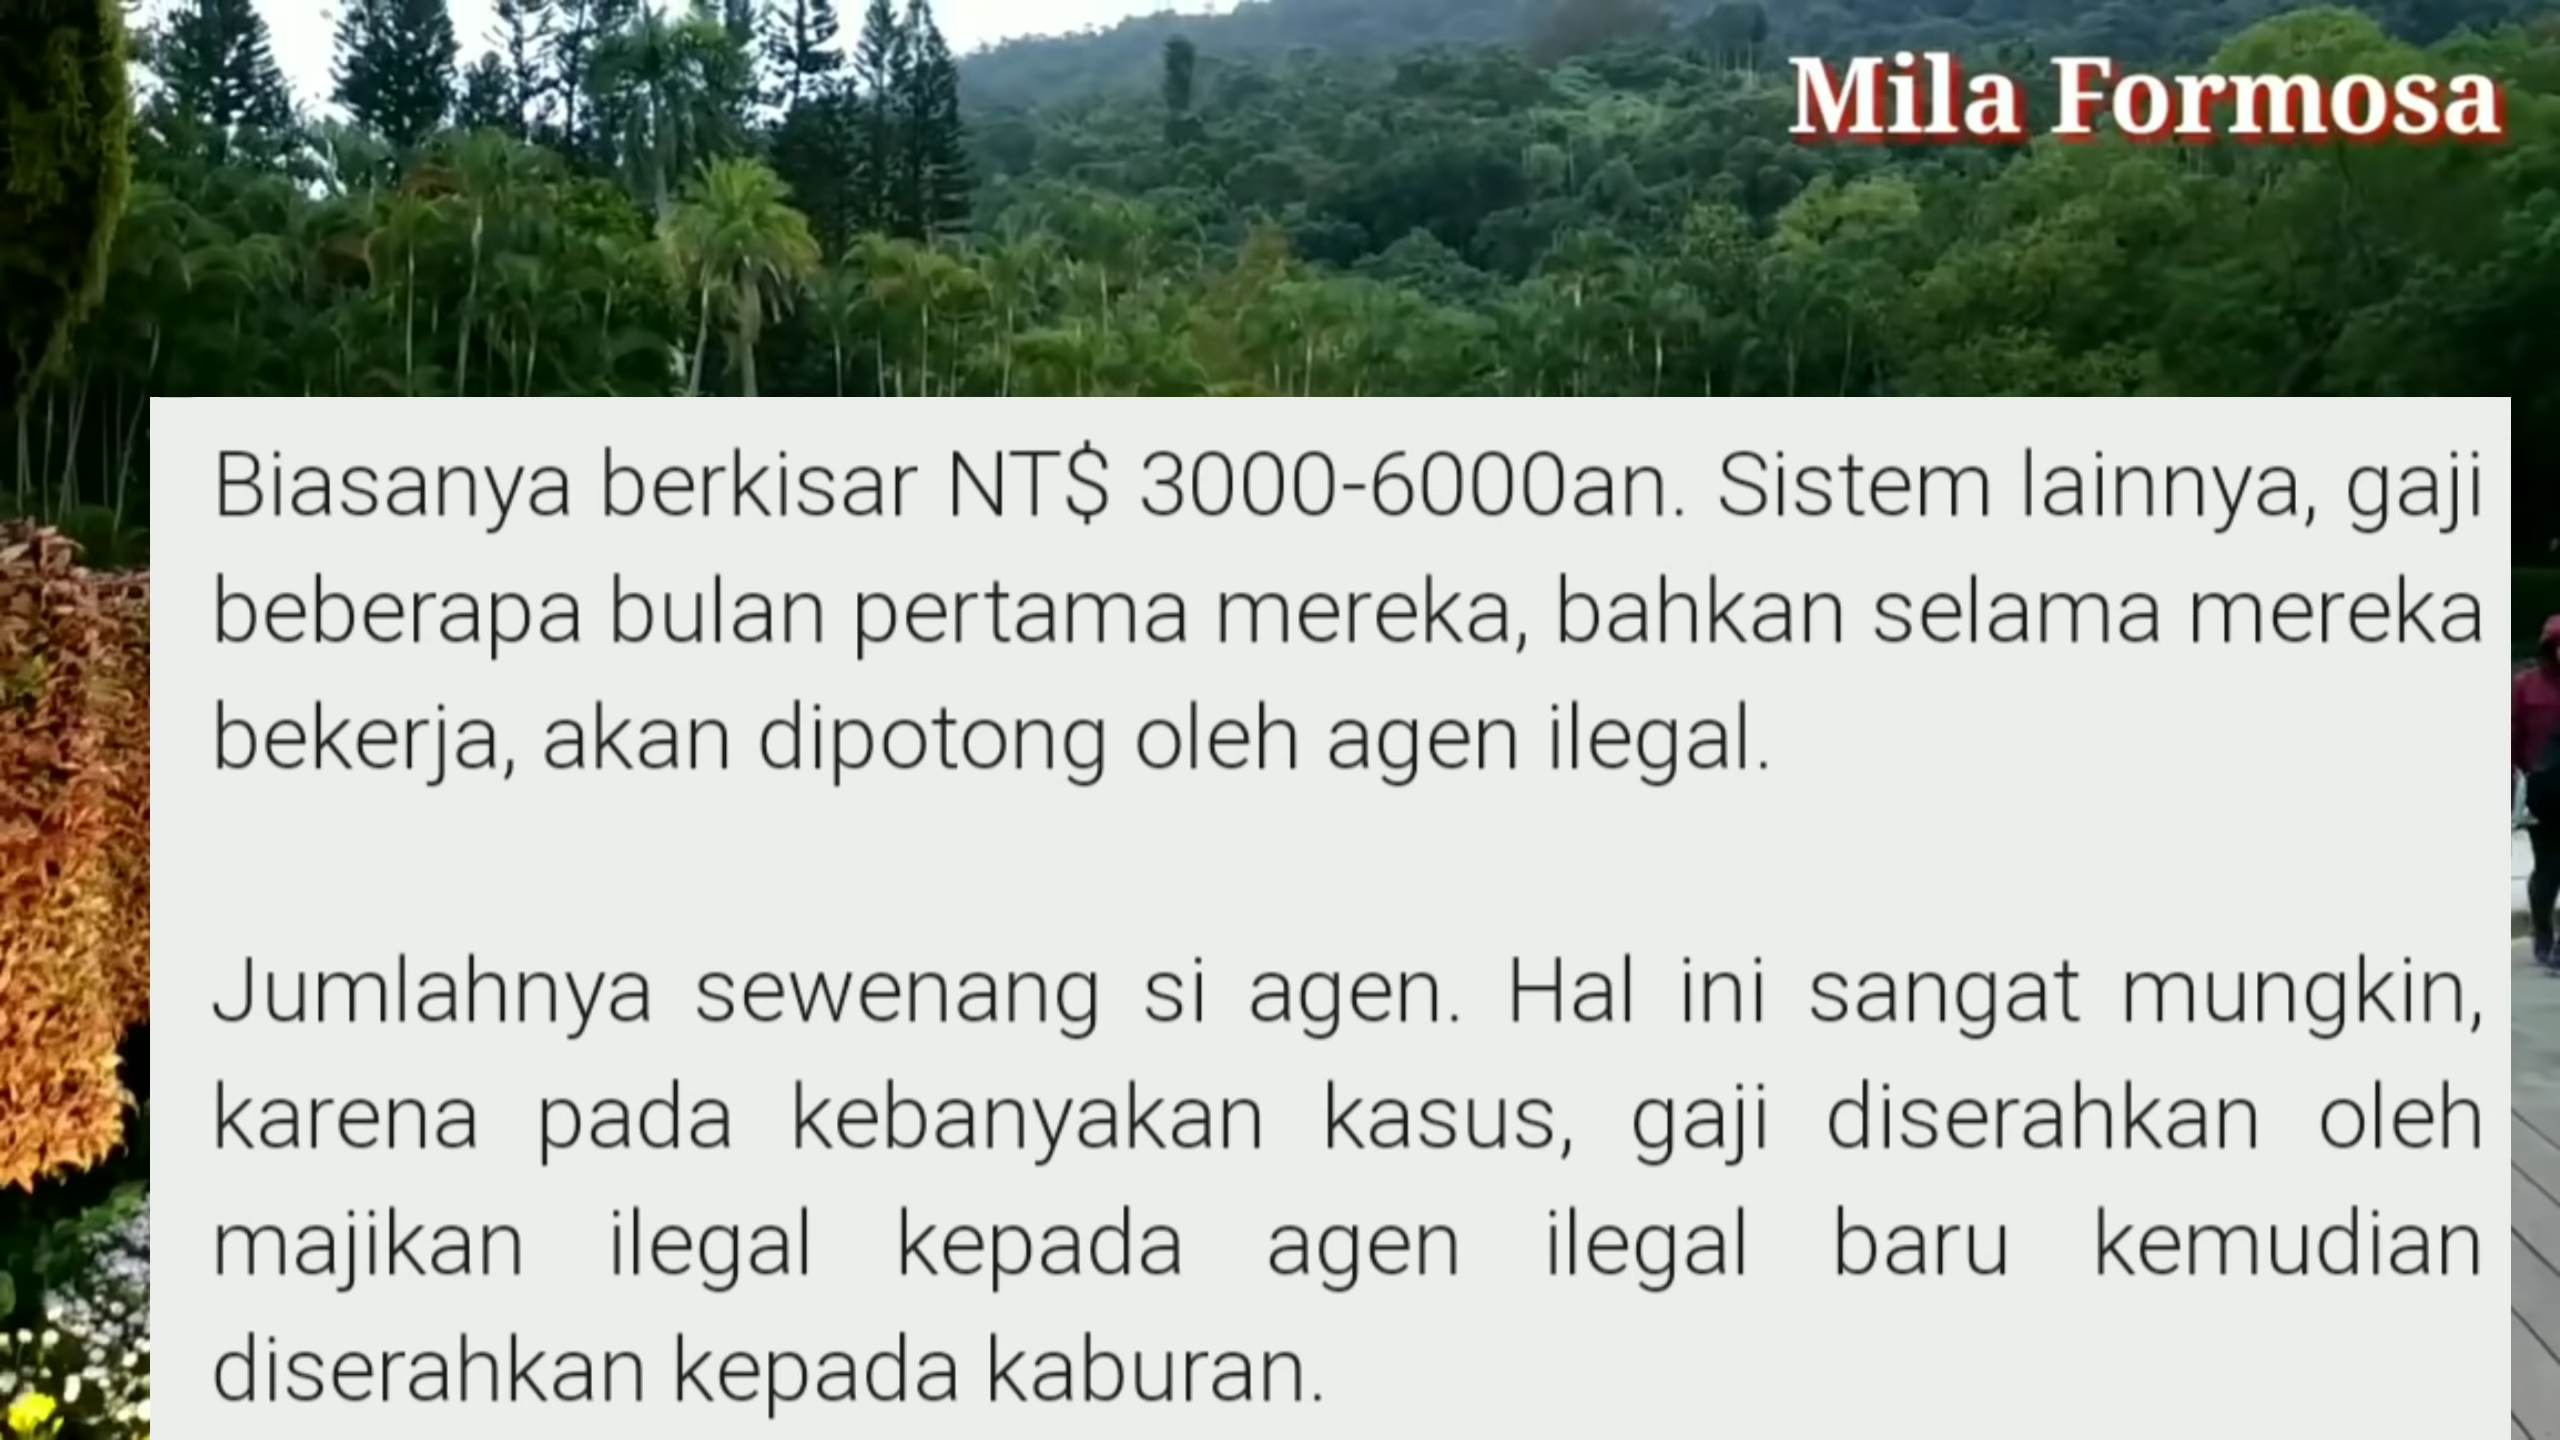 Mila Formosa
Biasanya berkisar NT$ 3000-6000an. Sistem lainnya, gaji
beberapa bulan pertama mereka, bahkan selama mereka
bekerja, akan dipotong oleh agen ilegal.
Jumlahnya sewenang si agen. Hal ini sangat mungkin,
karena pada kebanyakan kasus, gaji diserahkan oleh
majikan ilegal kepada agen ilegal baru kemudian
diserahkan kepada kaburan.